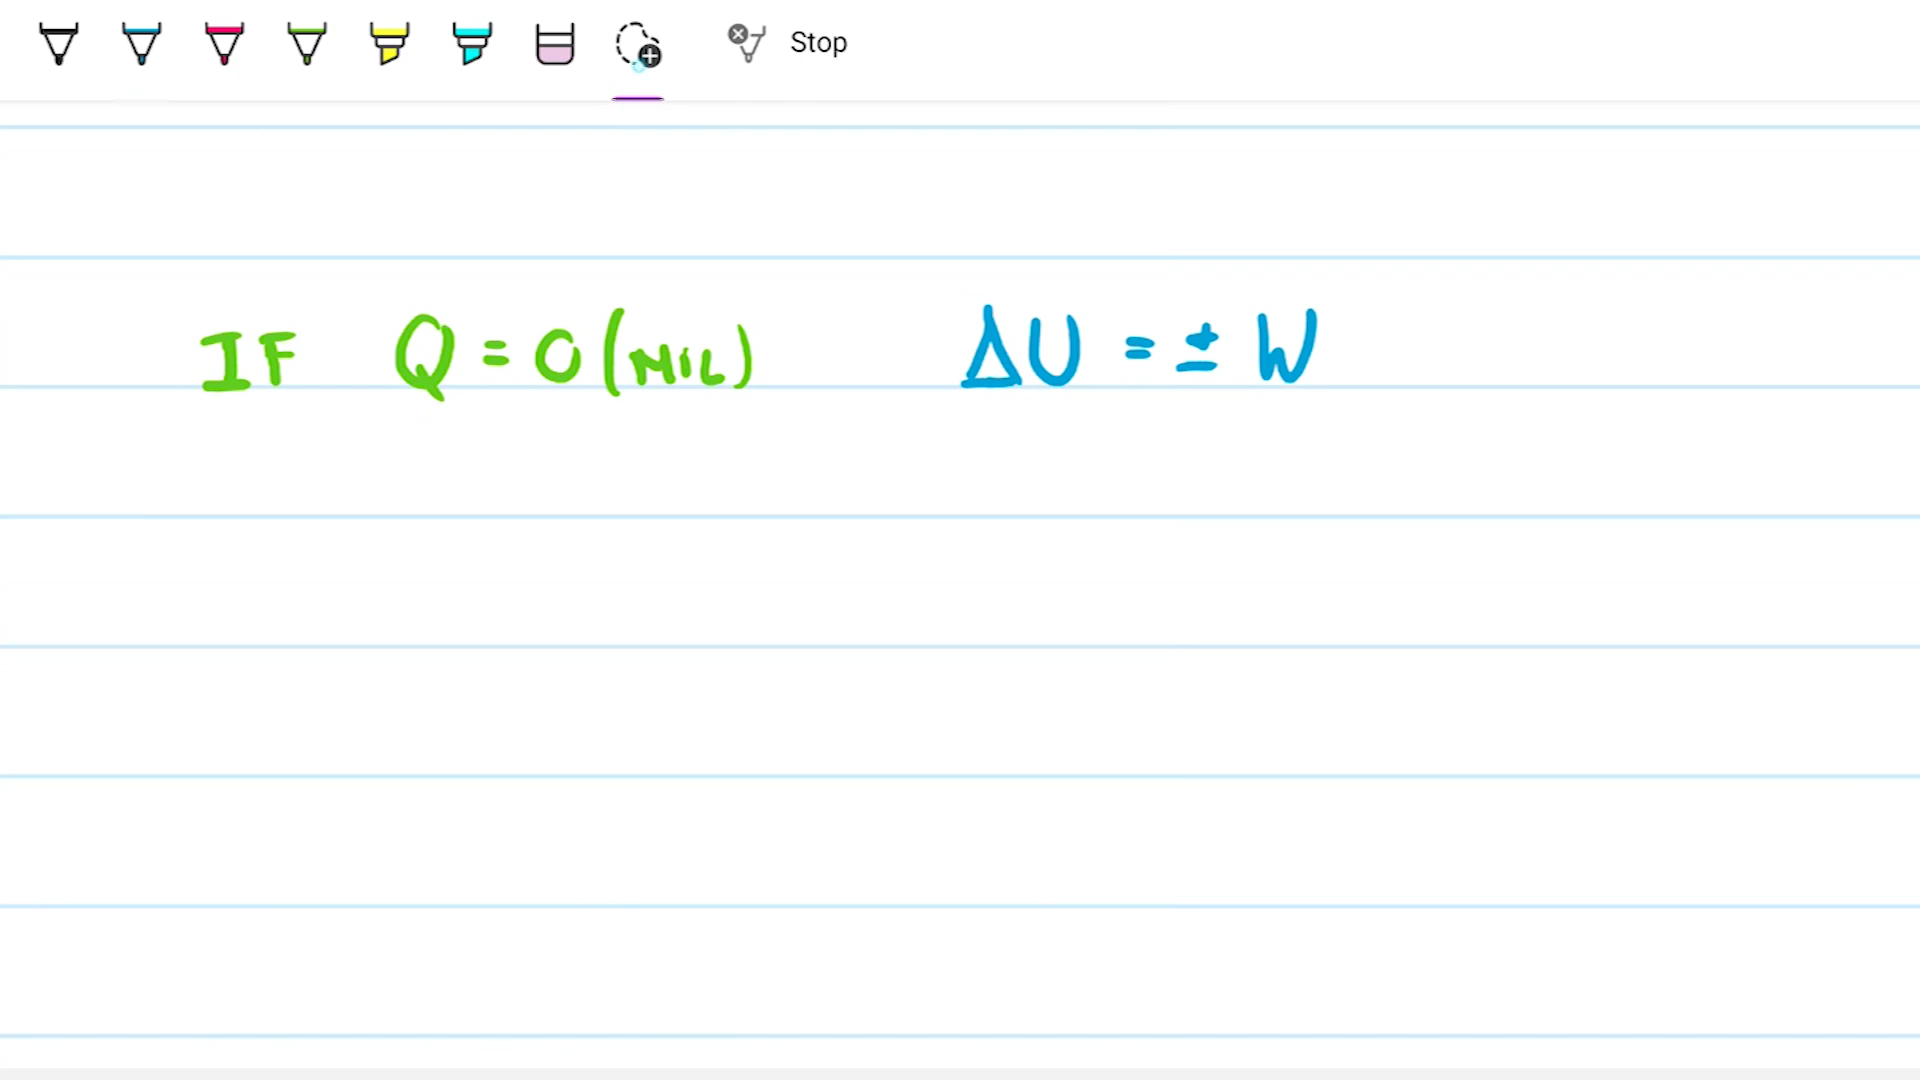 Stop
IF Q = 0 (NIL) ΔU = ± W